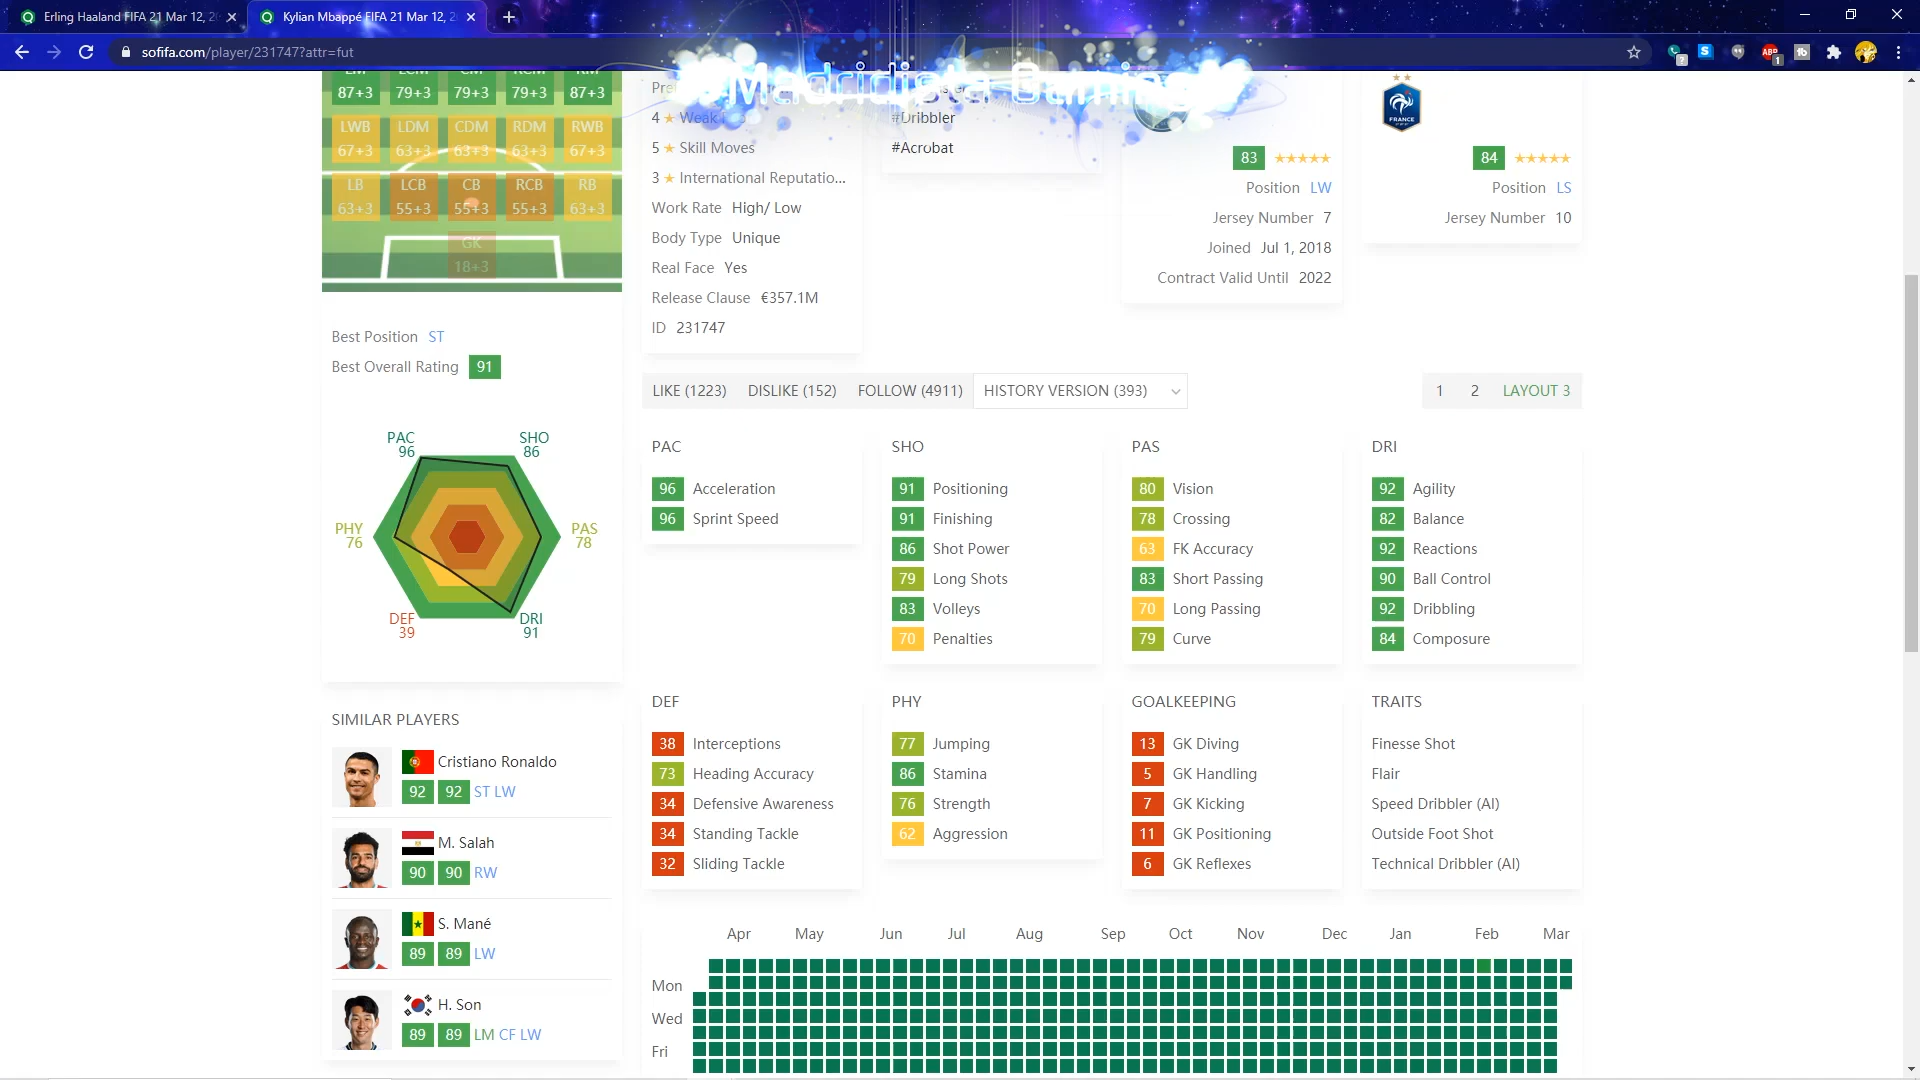 Erling Haaland FIFA 21 Mar 12, 2
Kylian Mbappé FIFA 21 Mar 12, 2
sofifa.com/player/231747?attr=fut
Madridista Gaming
LM LCM CM RCM RM
87+3 79+3 79+3 79+3 87+3
LWB LDM CDM RDM RWB
67+3 63+3 63+3 63+3 67+3
LB LCB CB RCB RB
63+3 55+3 55+3 55+3 63+3
GK
18+3
Best Position ST
Best Overall Rating 91
PAC
96
SHO
86
PHY
76
PAS
78
DEF
39
DRI
91
SIMILAR PLAYERS
Cristiano Ronaldo
92 92 ST LW
M. Salah
90 90 RW
S. Mané
89 89 LW
H. Son
89 89 LM CF LW
4 ★ Weak
5 ★ Skill Moves
3 ★ International Reputatio...
Work Rate High/ Low
Body Type Unique
Real Face Yes
Release Clause €357.1M
ID 231747
#Dribbler
#Acrobat
83 ★★★★★
Position LW
Jersey Number 7
Joined Jul 1, 2018
Contract Valid Until 2022
FRANCE
84 ★★★★★
Position LS
Jersey Number 10
LIKE (1223) DISLIKE (152) FOLLOW (4911) HISTORY VERSION (393)
1 2 LAYOUT 3
PAC
96 Acceleration
96 Sprint Speed
SHO
91 Positioning
91 Finishing
86 Shot Power
79 Long Shots
83 Volleys
70 Penalties
PAS
80 Vision
78 Crossing
63 FK Accuracy
83 Short Passing
70 Long Passing
79 Curve
DRI
92 Agility
82 Balance
92 Reactions
90 Ball Control
92 Dribbling
84 Composure
DEF
38 Interceptions
73 Heading Accuracy
34 Defensive Awareness
34 Standing Tackle
32 Sliding Tackle
PHY
77 Jumping
86 Stamina
76 Strength
62 Aggression
GOALKEEPING
13 GK Diving
5 GK Handling
7 GK Kicking
11 GK Positioning
6 GK Reflexes
TRAITS
Finesse Shot
Flair
Speed Dribbler (AI)
Outside Foot Shot
Technical Dribbler (AI)
Apr May Jun Jul Aug Sep Oct Nov Dec Jan Feb Mar
Mon
Wed
Fri